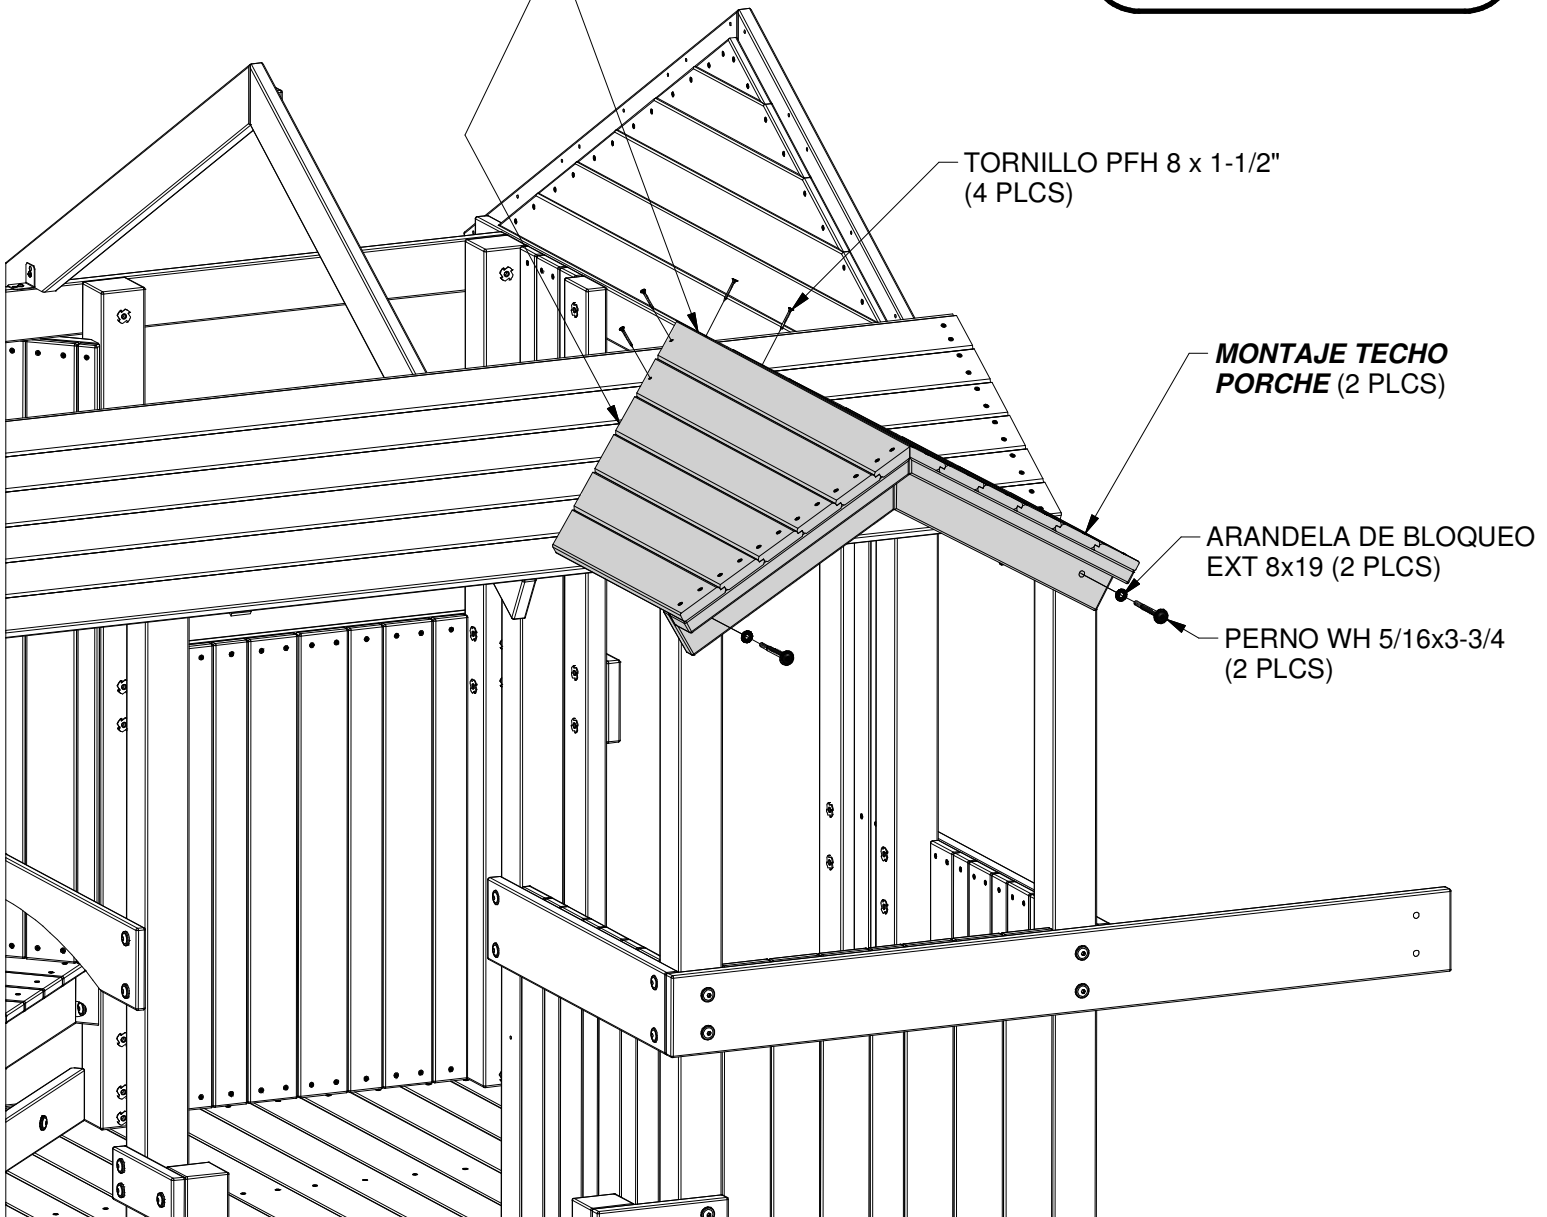 TORNILLO PFH 8 x 1-1/2"
(4 PLCS)
MONTAJE TECHO
PORCHE (2 PLCS)
ARANDELA DE BLOQUEO
EXT 8x19 (2 PLCS)
PERNO WH 5/16x3-3/4
(2 PLCS)